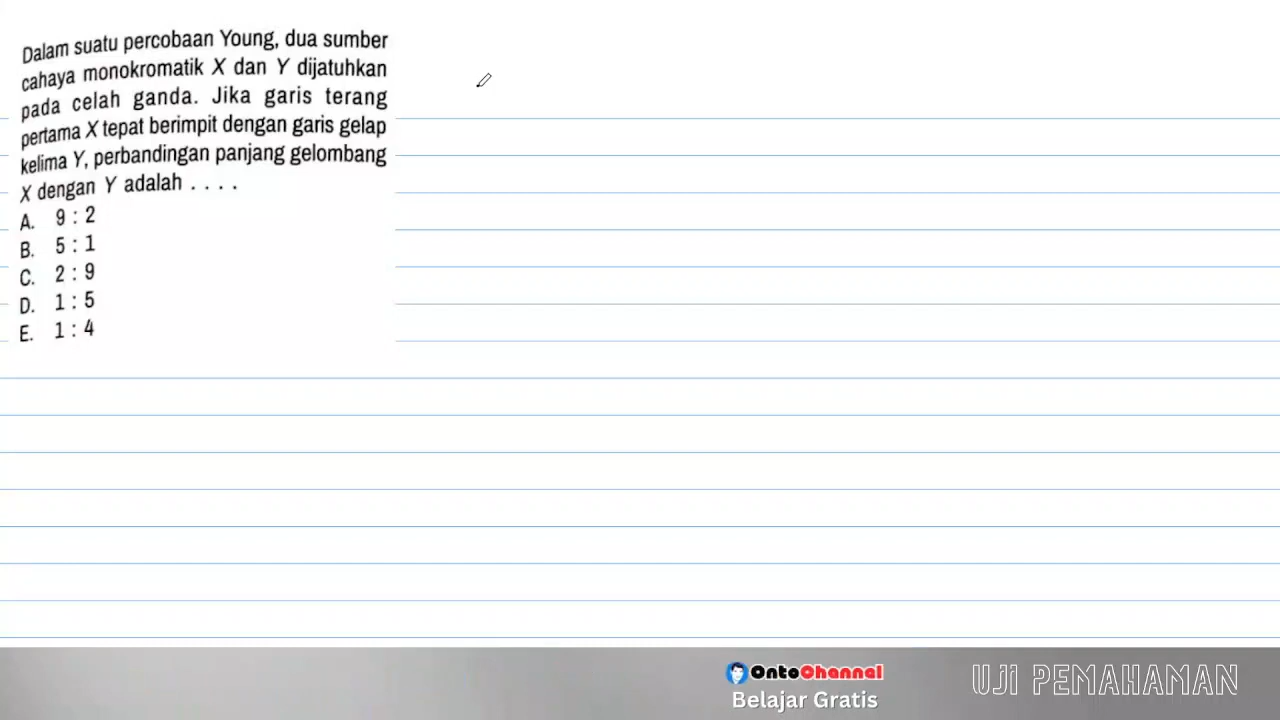 Dalam suatu percobaan Young, dua sumber
cahaya monokromatik X dan Y dijatuhkan
pada celah ganda. Jika garis terang
pertama X tepat berimpit dengan garis gelap
kelima Y, perbandingan panjang gelombang
X dengan Y adalah . . . .
A. 9 : 2
B. 5 : 1
C. 2 : 9
D. 1 : 5
E. 1 : 4
OntoChannel
Belajar Gratis
UJI PEMAHAMAN